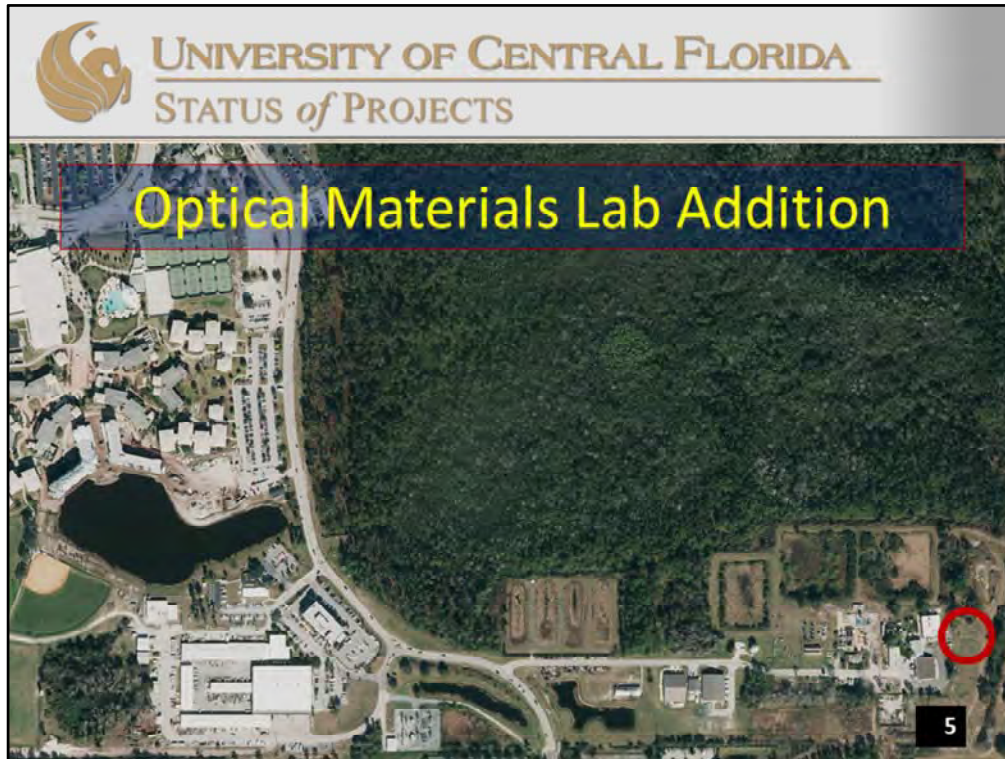 UNIVERSITY OF CENTRAL FLORIDA
STATUS of PROJECTS
Optical Materials Lab Addition
5